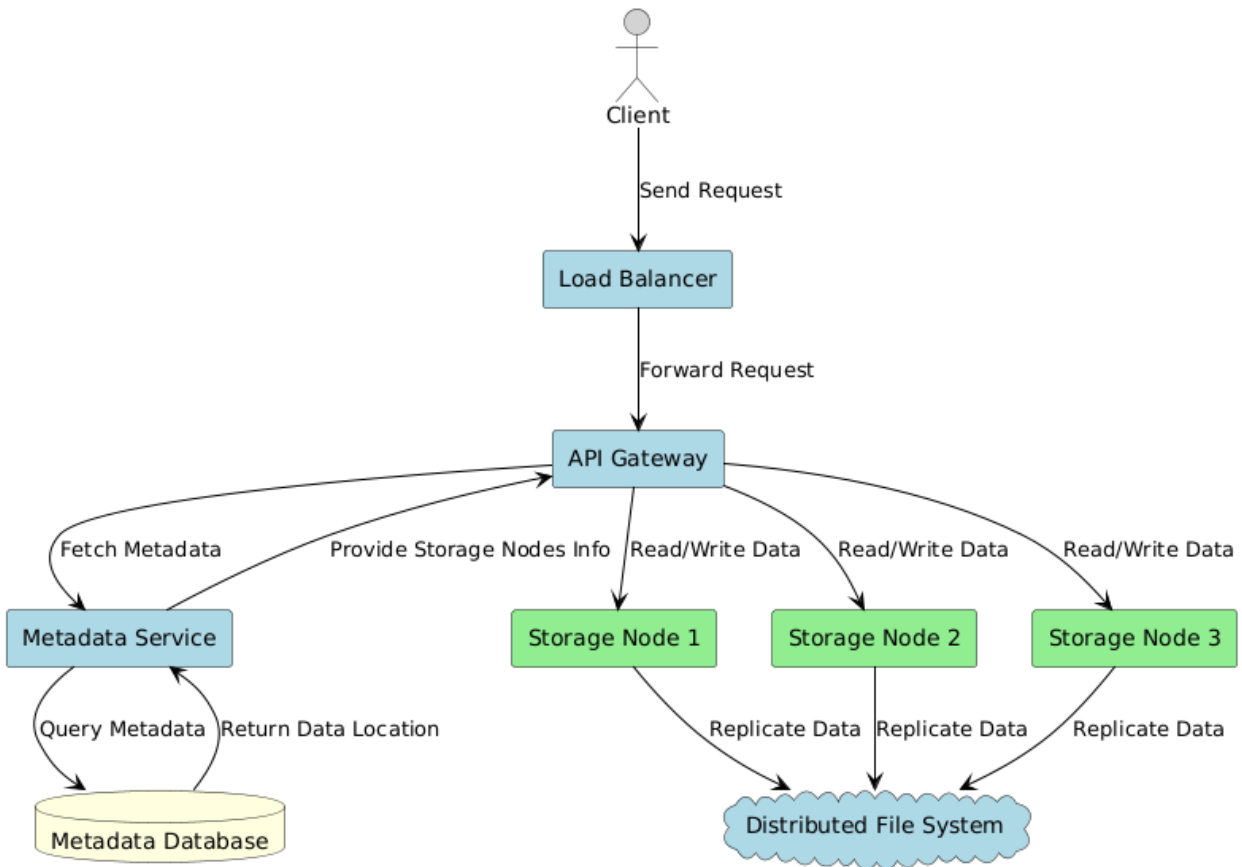 Client
Send Request
Load Balancer
Forward Request
API Gateway
Fetch Metadata
Provide Storage Nodes Info
Read/Write Data
Read/Write Data
Read/Write Data
Metadata Service
Storage Node 1
Storage Node 2
Storage Node 3
Query Metadata
Return Data Location
Replicate Data
Replicate Data
Replicate Data
Metadata Database
Distributed File System